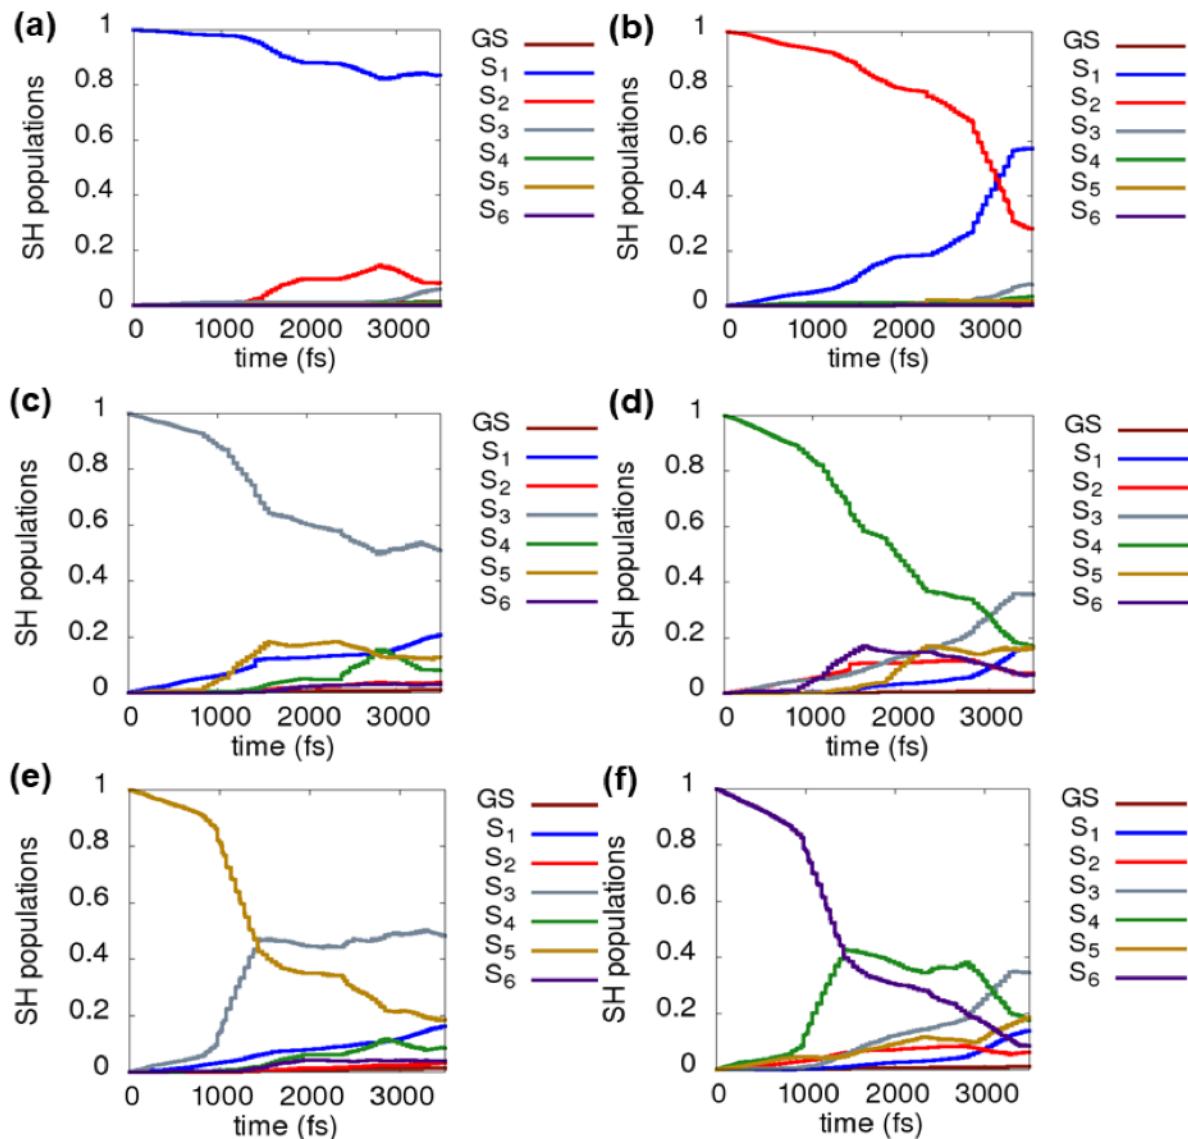 (a)
1
0.8
0.6
0.4
0.2
0
SH populations
0 1000 2000 3000
time (fs)
GS
S1
S2
S3
S4
S5
S6
(b)
1
0.8
0.6
0.4
0.2
0
SH populations
0 1000 2000 3000
time (fs)
GS
S1
S2
S3
S4
S5
S6
(c)
1
0.8
0.6
0.4
0.2
0
SH populations
0 1000 2000 3000
time (fs)
GS
S1
S2
S3
S4
S5
S6
(d)
1
0.8
0.6
0.4
0.2
0
SH populations
0 1000 2000 3000
time (fs)
GS
S1
S2
S3
S4
S5
S6
(e)
1
0.8
0.6
0.4
0.2
0
SH populations
0 1000 2000 3000
time (fs)
GS
S1
S2
S3
S4
S5
S6
(f)
1
0.8
0.6
0.4
0.2
0
SH populations
0 1000 2000 3000
time (fs)
GS
S1
S2
S3
S4
S5
S6